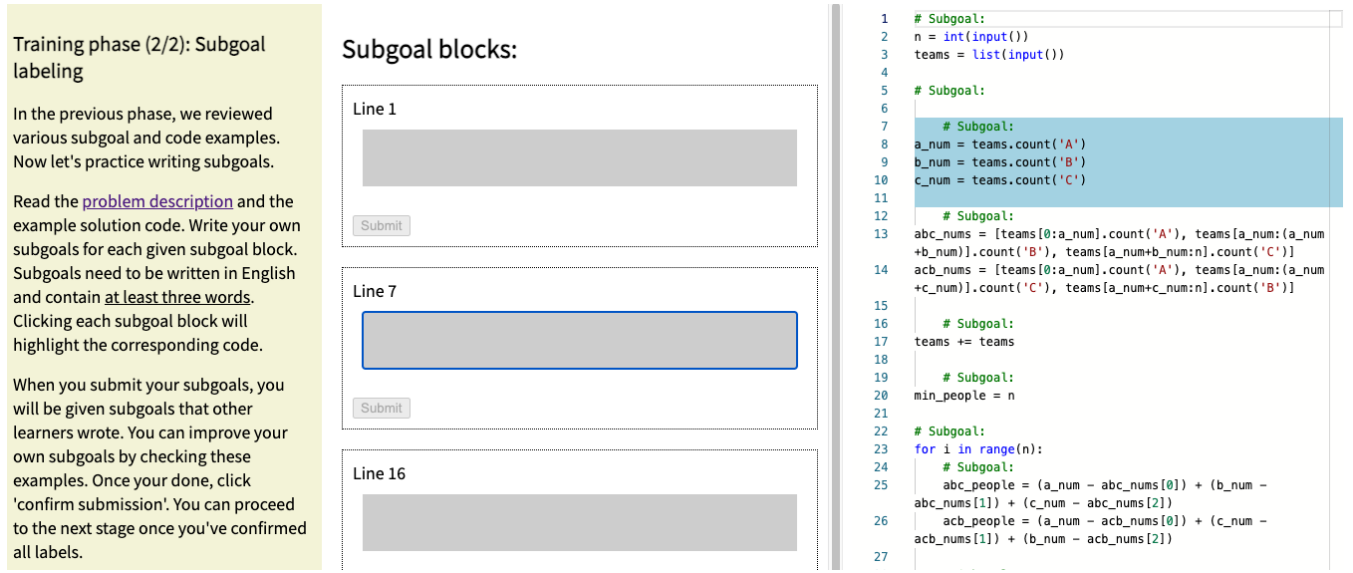 Training phase (2/2): Subgoal
labeling
In the previous phase, we reviewed
various subgoal and code examples.
Now let's practice writing subgoals.
Read the problem description and the
example solution code. Write your own
subgoals for each given subgoal block.
Subgoals need to be written in English
and contain at least three words.
Clicking each subgoal block will
highlight the corresponding code.
When you submit your subgoals, you
will be given subgoals that other
learners wrote. You can improve your
own subgoals by checking these
examples. Once your done, click
'confirm submission'. You can proceed
to the next stage once you've confirmed
all labels.
Subgoal blocks:
Line 1
Submit
Line 7
Submit
Line 16
1 # Subgoal:
2 n = int(input())
3 teams = list(input())
4
5 # Subgoal:
6
7 # Subgoal:
8 a_num = teams.count('A')
9 b_num = teams.count('B')
10 c_num = teams.count('C')
11
12 # Subgoal:
13 abc_nums = [teams[0:a_num].count('A'), teams[a_num:(a_num
+b_num)].count('B'), teams[a_num+b_num:n].count('C')]
14 acb_nums = [teams[0:a_num].count('A'), teams[a_num:(a_num
+c_num)].count('C'), teams[a_num+c_num:n].count('B')]
15
16 # Subgoal:
17 teams += teams
18
19 # Subgoal:
20 min_people = n
21
22 # Subgoal:
23 for i in range(n):
24 # Subgoal:
25 abc_people = (a_num - abc_nums[0]) + (b_num -
abc_nums[1]) + (c_num - abc_nums[2])
26 acb_people = (a_num - acb_nums[0]) + (c_num -
acb_nums[1]) + (b_num - acb_nums[2])
27